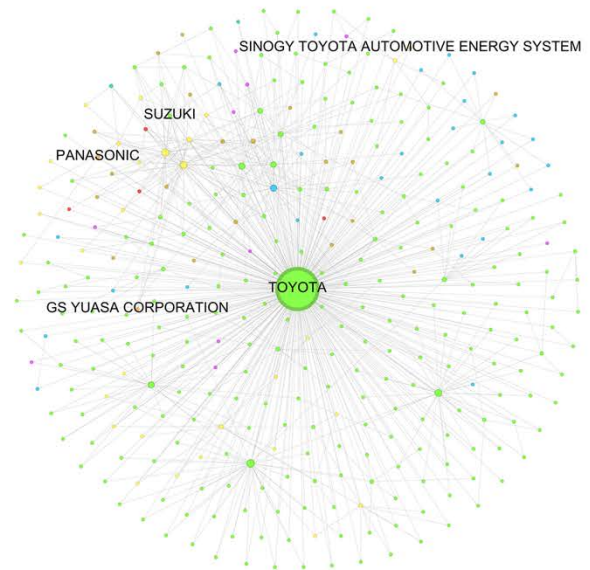 SINOGY TOYOTA AUTOMOTIVE ENERGY SYSTEM
SUZUKI
PANASONIC
TOYOTA
GS YUASA CORPORATION